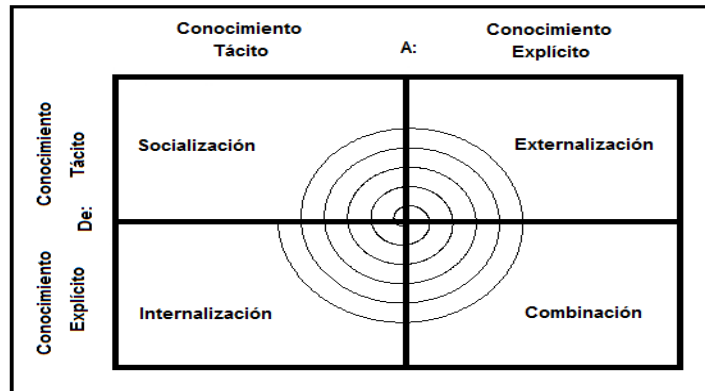 Conocimiento
Tácito
A:
Conocimiento
Explícito
Conocimiento
Tácito
De:
Conocimiento
Explícito
Socialización
Externalización
Internalización
Combinación